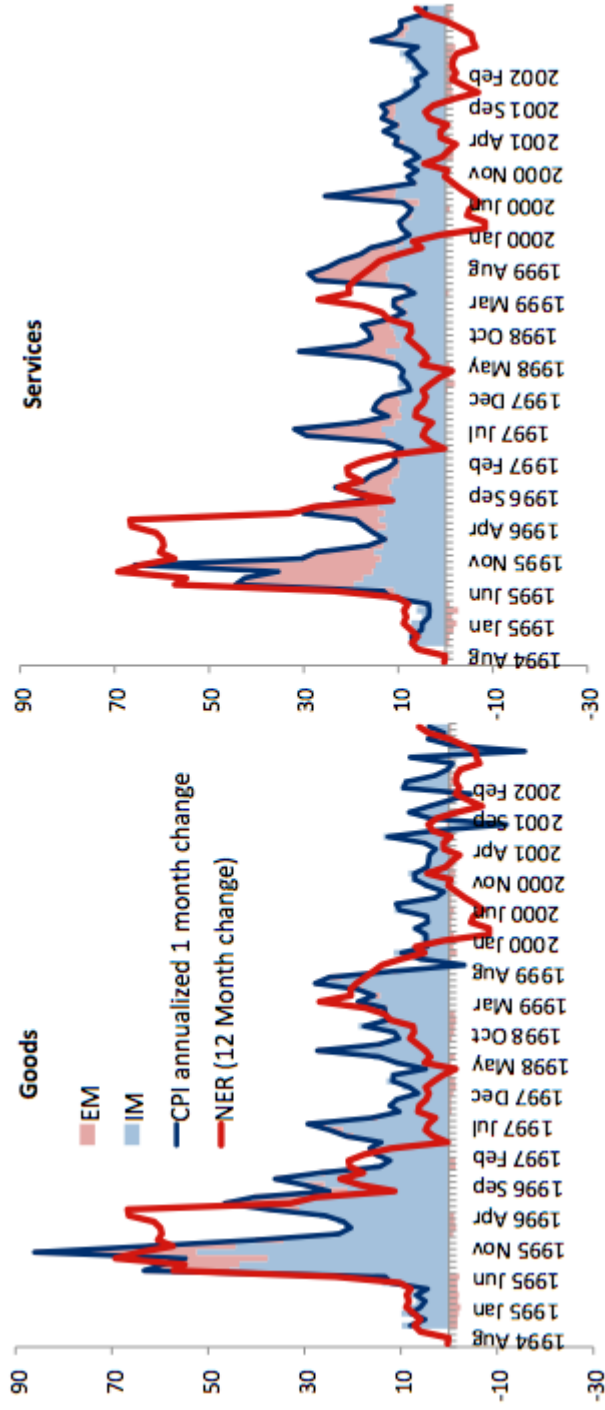 Goods
EM
IM
CPI annualized 1 month change
NER (12 Month change)
90
70
50
30
10
-10
-30
1994 Aug
1995 Jan
1995 Jun
1995 Nov
1996 Apr
1996 Sep
1997 Feb
1997 Jul
1997 Dec
1998 May
1998 Oct
1999 Mar
1999 Aug
2000 Jan
2000 Jun
2000 Nov
2001 Apr
2001 Sep
2002 Feb
Services
90
70
50
30
10
-10
-30
1994 Aug
1995 Jan
1995 Jun
1995 Nov
1996 Apr
1996 Sep
1997 Feb
1997 Jul
1997 Dec
1998 May
1998 Oct
1999 Mar
1999 Aug
2000 Jan
2000 Jun
2000 Nov
2001 Apr
2001 Sep
2002 Feb